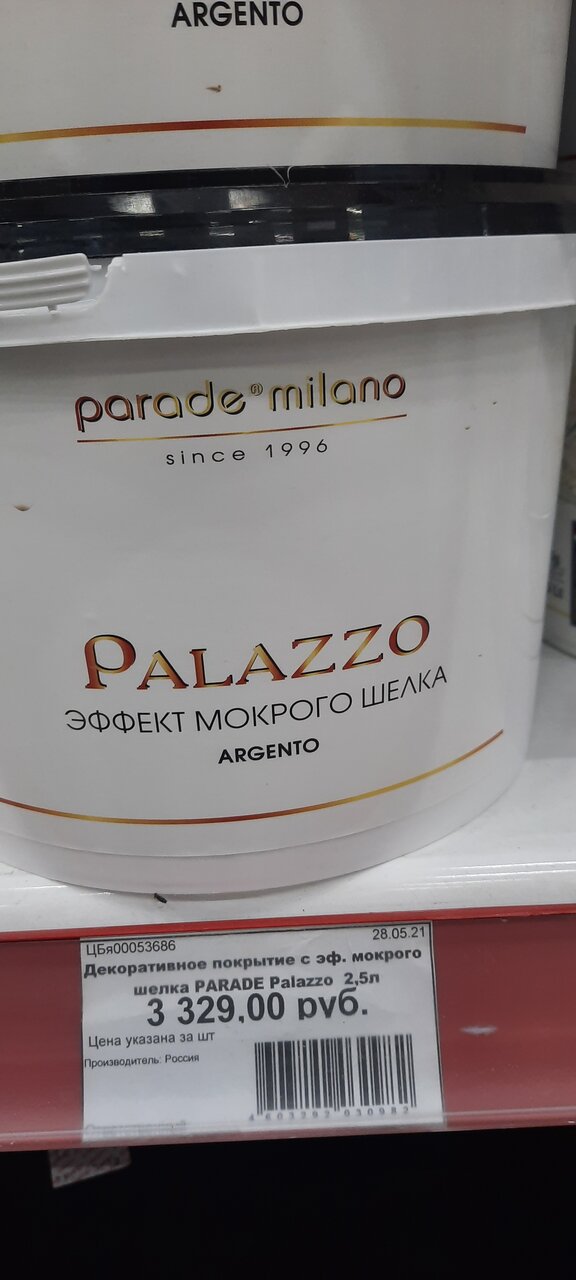 ARGENTO
parade® milano
since 1996
PALAZZO
ЭФФЕКТ МОКРОГО ШЕЛКА
ARGENTO
ЦБя00053686
28.05.21
Декоративное покрытие с эф. мокрого
шелка PARADE Palazzo 2,5л
3 329,00 руб.
Цена указана за шт
Производитель: Россия
4 603292 030982